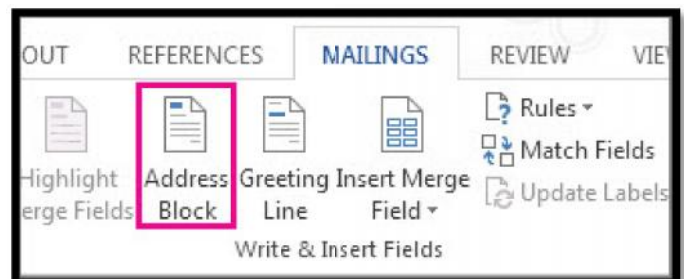 OUT REFERENCES MAILINGS REVIEW VIE
Rules
Match Fields
Update Labels
Highlight Address Greeting Insert Merge
erge Fields Block Line Field
Write & Insert Fields